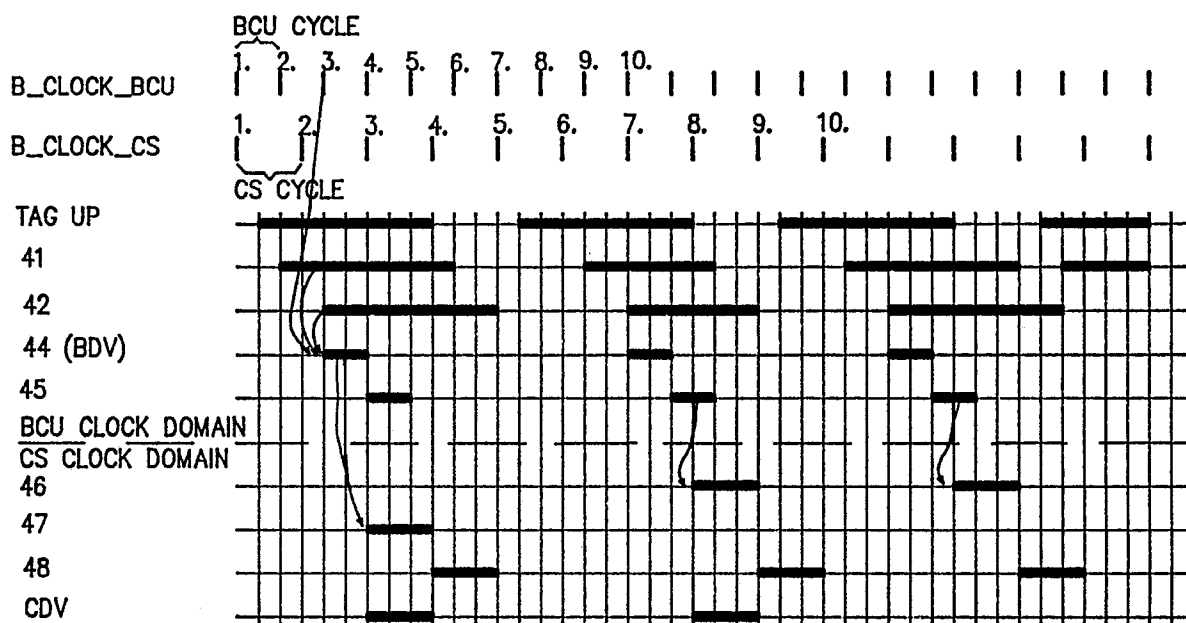 BCU CYCLE
1. 2. 3. 4. 5. 6. 7. 8. 9. 10.
B_CLOCK_BCU
1. 2. 3. 4. 5. 6. 7. 8. 9. 10.
B_CLOCK_CS
CS CYCLE
TAG UP
41
42
44 (BDV)
45
BCU CLOCK DOMAIN
CS CLOCK DOMAIN
46
47
48
CDV